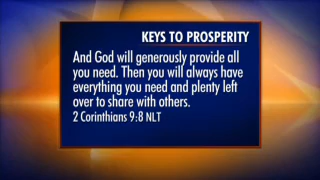 KEYS TO PROSPERITY
And God will generously provide all
you need. Then you will always have
everything you need and plenty left
over to share with others.
2 Corinthians 9:8 NLT